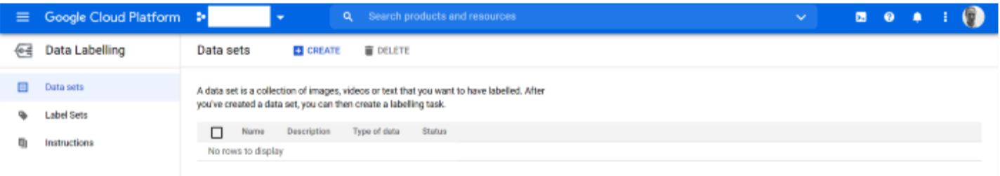 Google Cloud Platform
Search products and resources
Data Labelling
Data sets CREATE DELETE
Data sets
Label Sets
Instructions
A data set is a collection of images, videos or text that you want to have labelled. After
you've created a data set, you can then create a labelling task.
Name Description Type of data Status
No rows to display